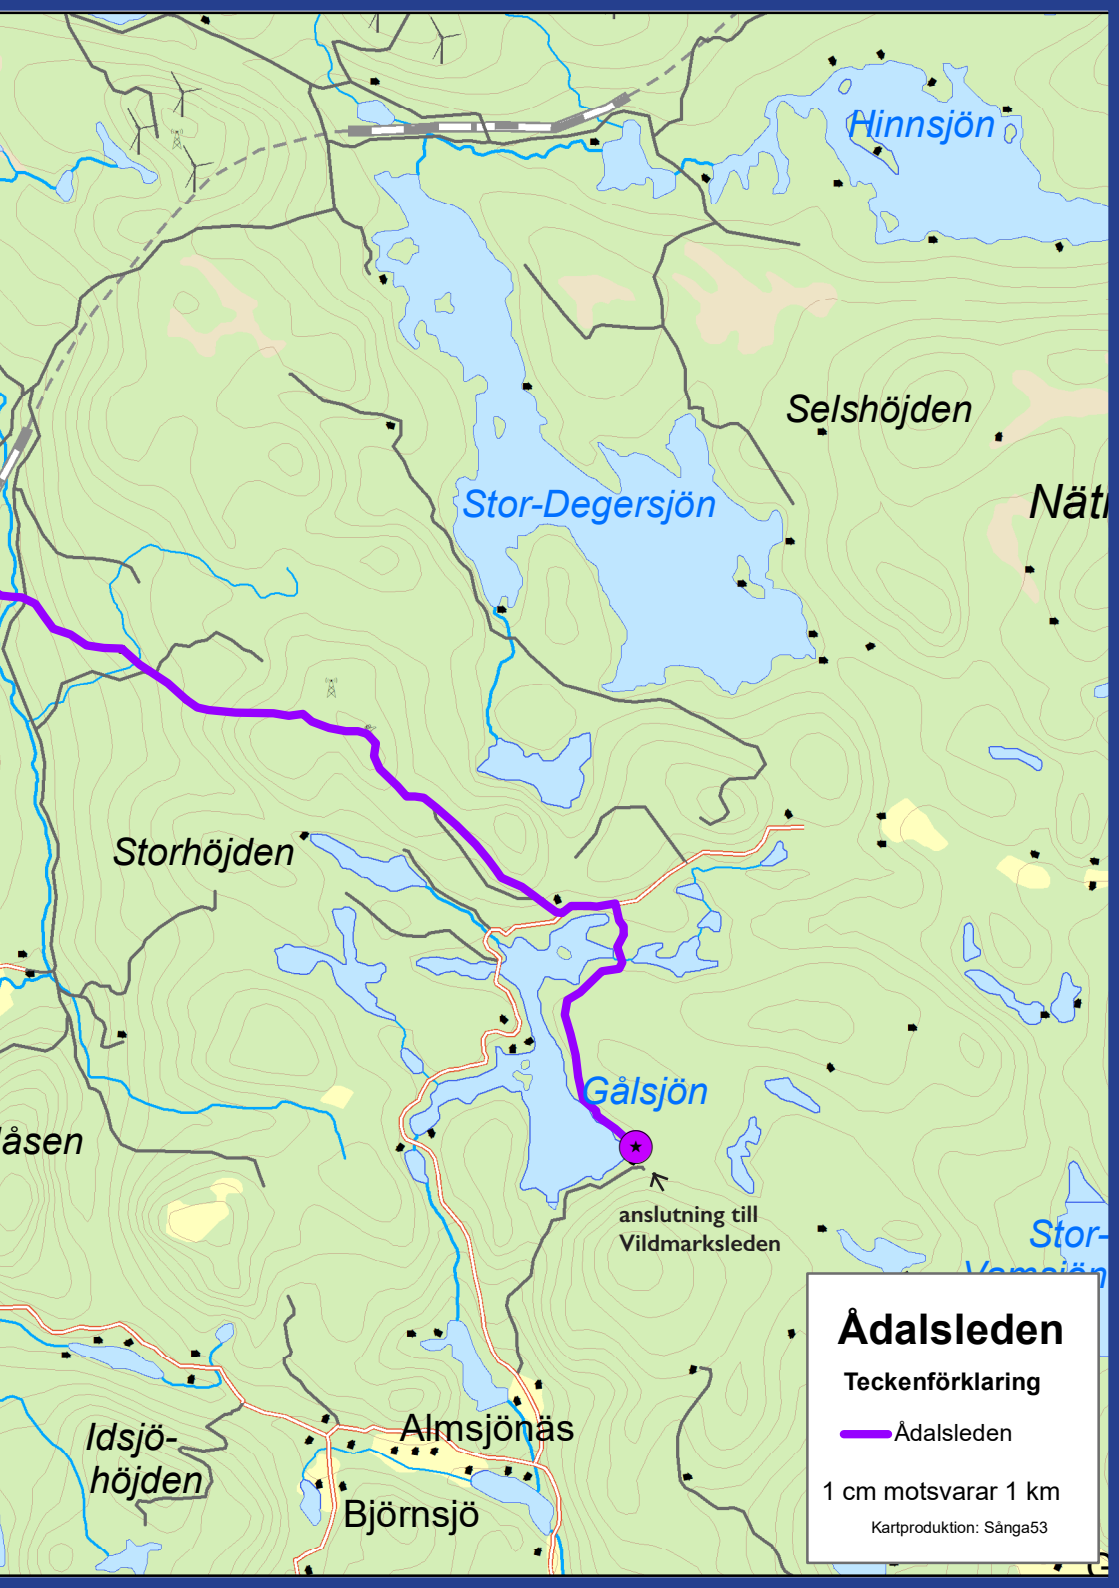 Hinnsjön
Selshöjden
Stor-Degersjön
Storhöjden
Gålsjön
åsen
anslutning till
Vildmarksleden
Stor-
Ådalsleden
Teckenförklaring
Ådalsleden
1 cm motsvarar 1 km
Kartproduktion: Sånga53
Almsjönäs
Idsjö-
höjden
Björnsjö